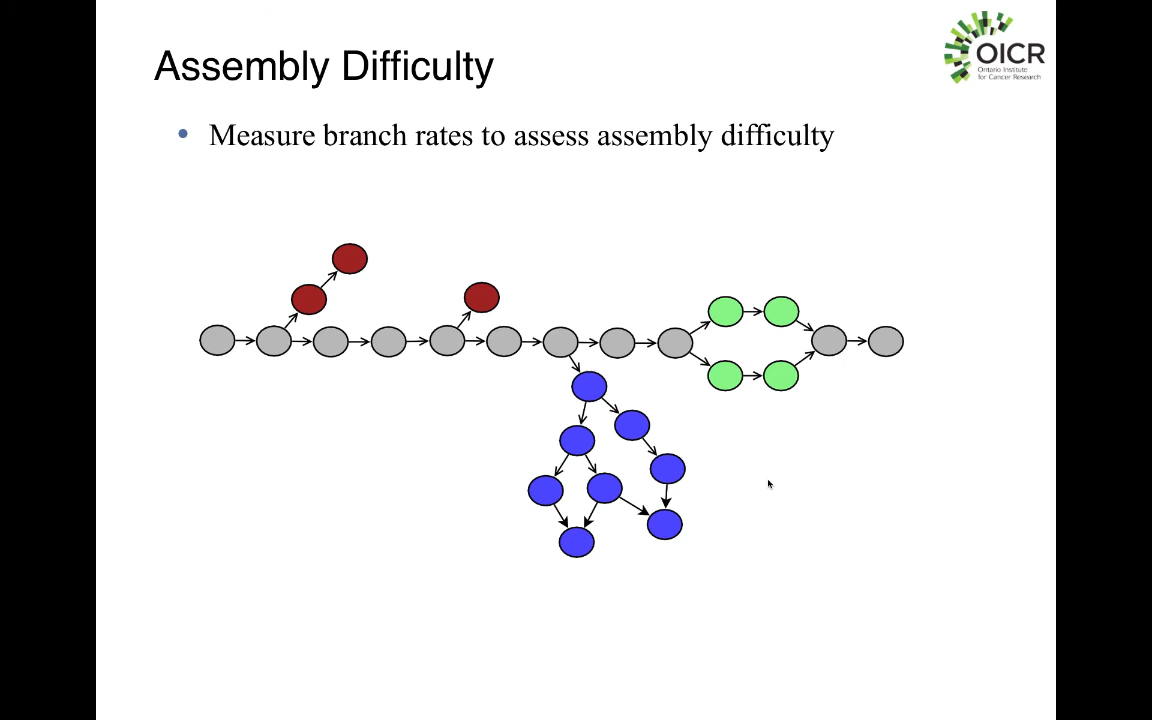 Assembly Difficulty
OICR
Ontario Institute
for Cancer Research
• Measure branch rates to assess assembly difficulty